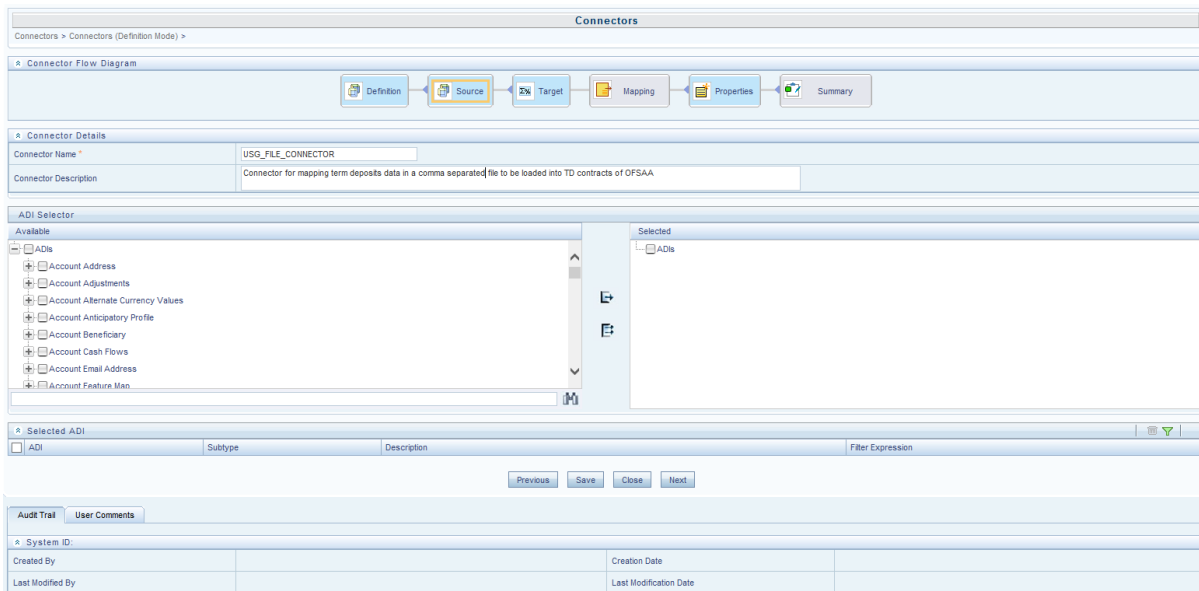 Connectors
Connectors > Connectors (Definition Mode) >
Connector Flow Diagram
Definition Source Target Mapping Properties Summary
Connector Details
Connector Name * USG_FILE_CONNECTOR
Connector Description Connector for mapping term deposits data in a comma separated file to be loaded into TD contracts of OFSAA
ADI Selector
Available Selected
ADIs ADIs
Account Address
Account Adjustments
Account Alternate Currency Values
Account Anticipatory Profile
Account Beneficiary
Account Cash Flows
Account Email Address
Account Feature Map
Selected ADI
ADI Subtype Description Filter Expression
Previous Save Close Next
Audit Trail User Comments
System ID:
Created By Creation Date
Last Modified By Last Modification Date